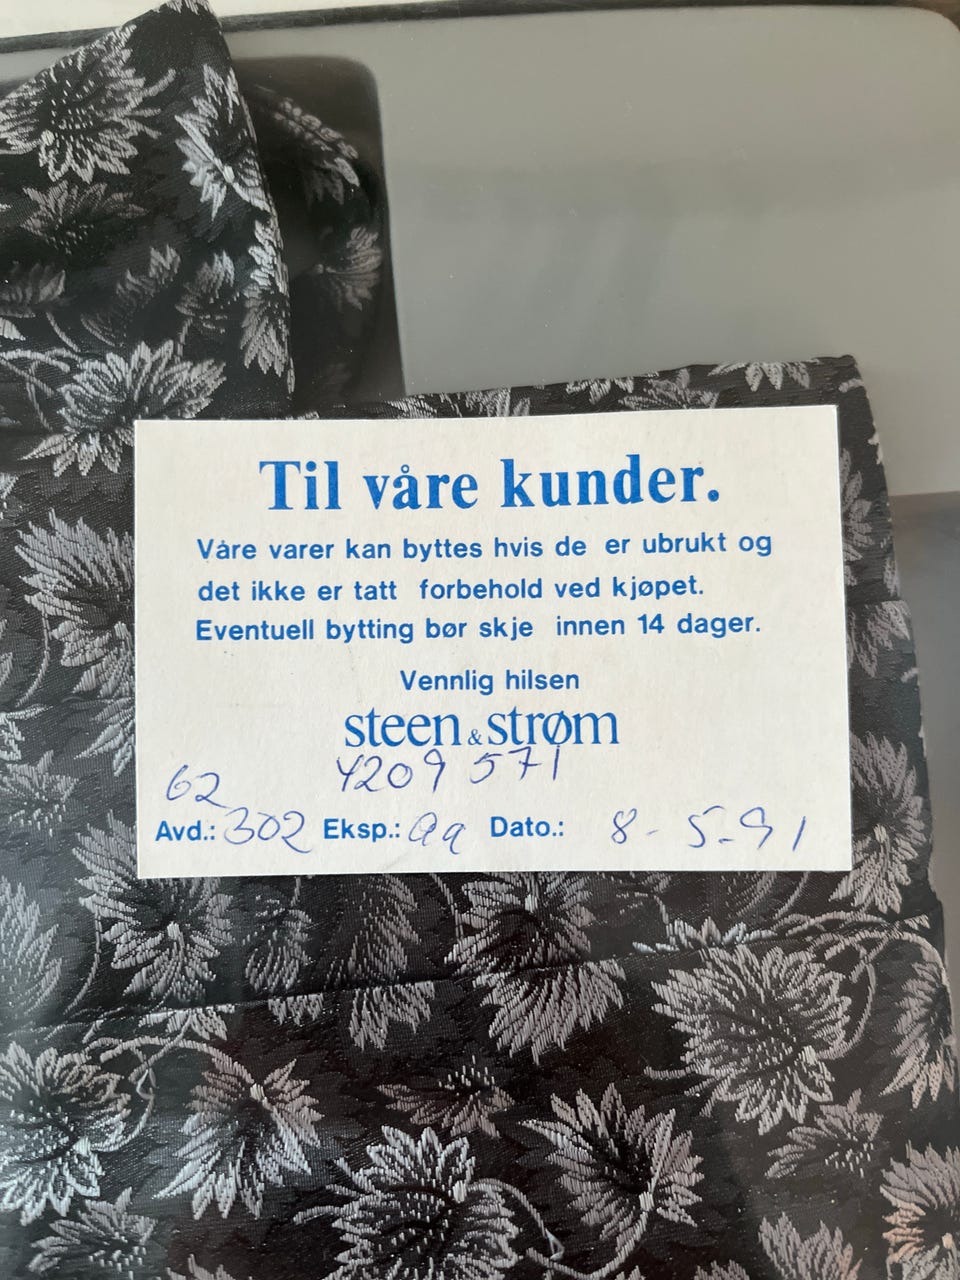 Til våre kunder.
Våre varer kan byttes hvis de er ubrukt og
det ikke er tatt forbehold ved kjøpet.
Eventuell bytting bør skje innen 14 dager.
Vennlig hilsen
steen & strøm
62 4209 571
Avd.: 302 Eksp.: Dato.: 8-5-91